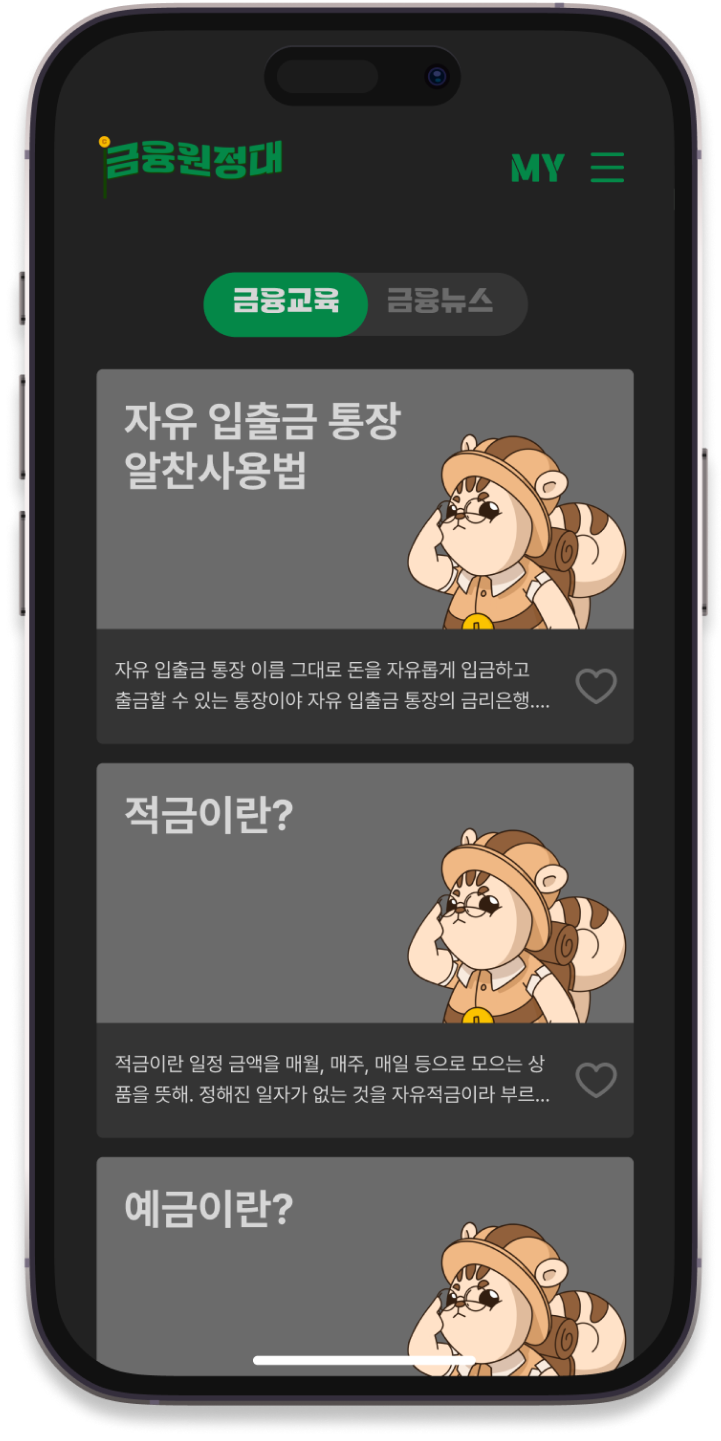 금융원정대
MY
금융교육 금융뉴스
자유 입출금 통장
알찬사용법
자유 입출금 통장 이름 그대로 돈을 자유롭게 입금하고
출금할 수 있는 통장이야 자유 입출금 통장의 금리은행....
적금이란?
적금이란 일정 금액을 매월, 매주, 매일 등으로 모으는 상
품을 뜻해. 정해진 일자가 없는 것을 자유적금이라 부르...
예금이란?